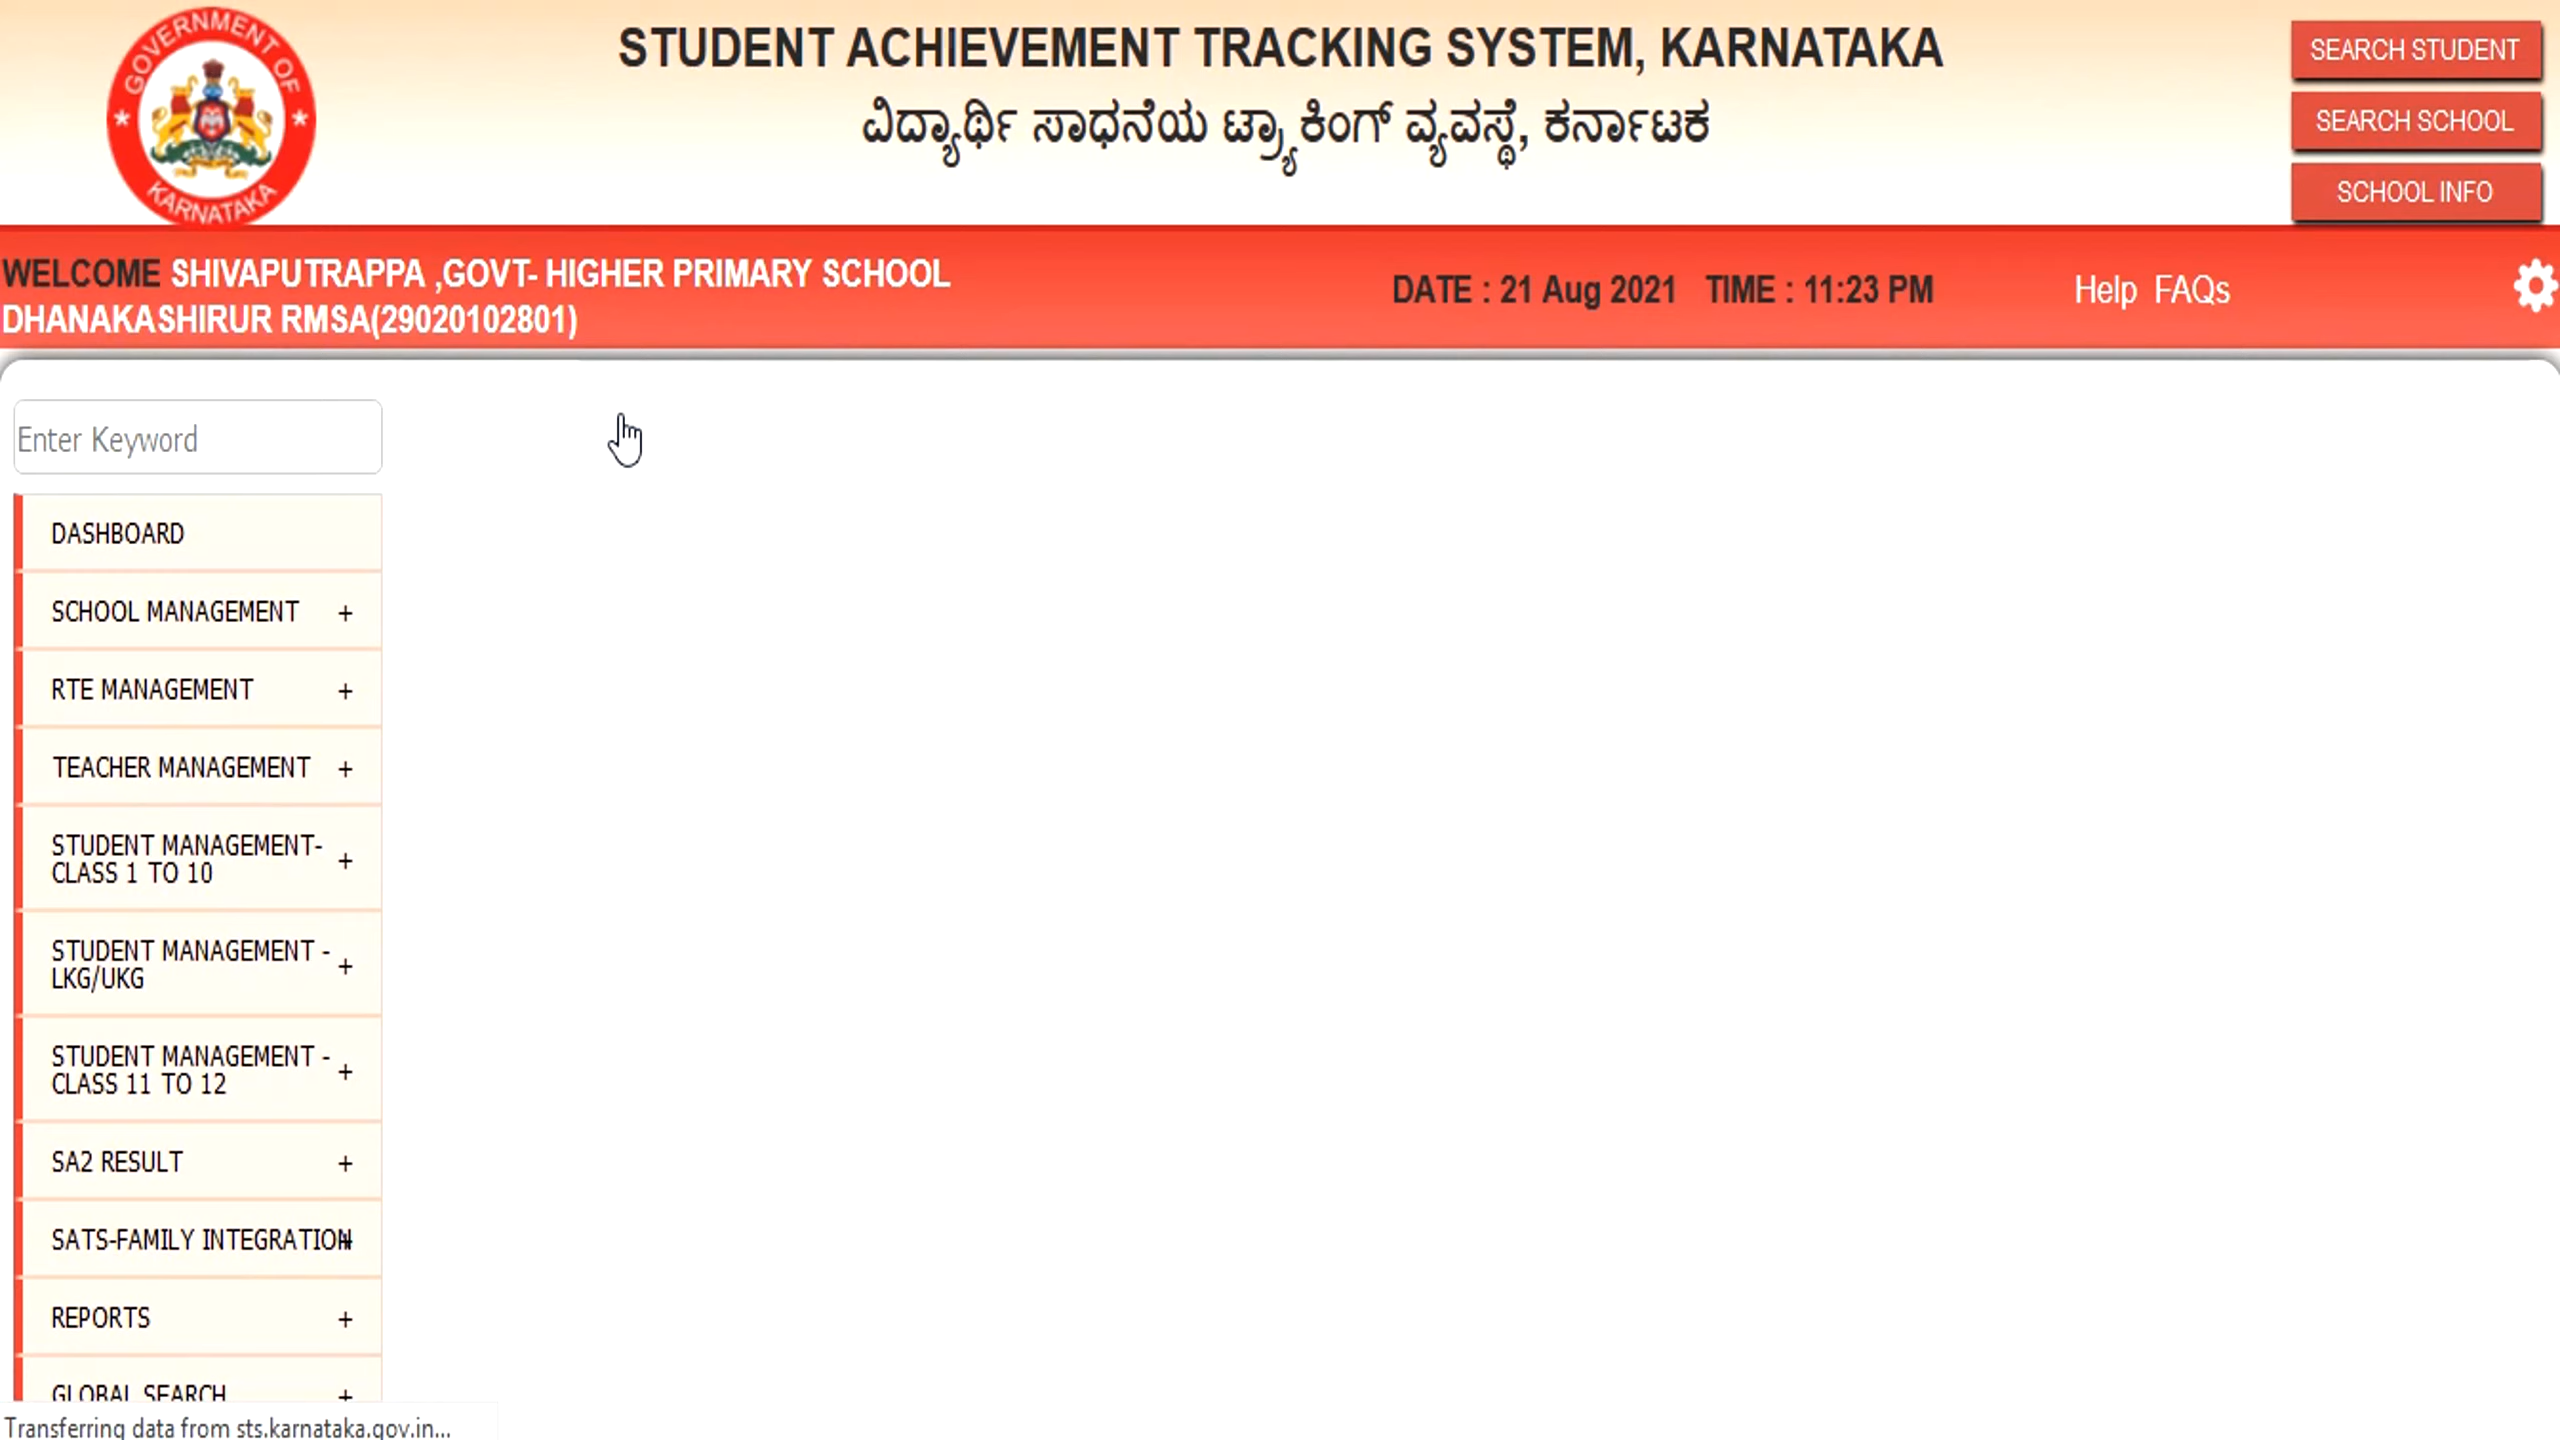 GOVERNMENT OF
KARNATAKA
STUDENT ACHIEVEMENT TRACKING SYSTEM, KARNATAKA
ವಿದ್ಯಾರ್ಥಿ ಸಾಧನೆಯ ಟ್ರ್ಯಾಕಿಂಗ್ ವ್ಯವಸ್ಥೆ, ಕರ್ನಾಟಕ
SEARCH STUDENT
SEARCH SCHOOL
SCHOOL INFO
WELCOME SHIVAPUTRAPPA ,GOVT- HIGHER PRIMARY SCHOOL
DHANAKASHIRUR RMSA(29020102801)
DATE : 21 Aug 2021 TIME : 11:23 PM
Help FAQs
Enter Keyword
DASHBOARD
SCHOOL MANAGEMENT +
RTE MANAGEMENT +
TEACHER MANAGEMENT +
STUDENT MANAGEMENT-
CLASS 1 TO 10 +
STUDENT MANAGEMENT -
LKG/UKG +
STUDENT MANAGEMENT -
CLASS 11 TO 12 +
SA2 RESULT +
SATS-FAMILY INTEGRATION +
REPORTS +
GLOBAL SEARCH +
Transferring data from sts.karnataka.gov.in...